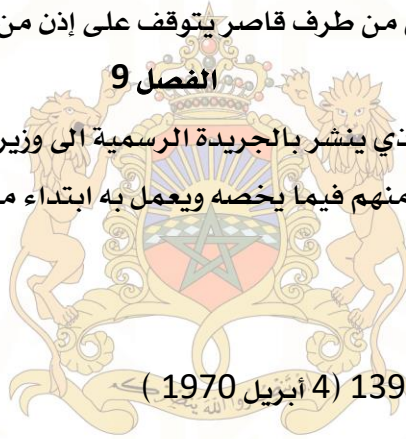 من طرف قاصر يتوقف على إذن من
الفصل 9
ذي ينشر بالجريدة الرسمية الى وزير
منهم فيما يخصه ويعمل به ابتداء م
139 (4 أبريل 1970 )